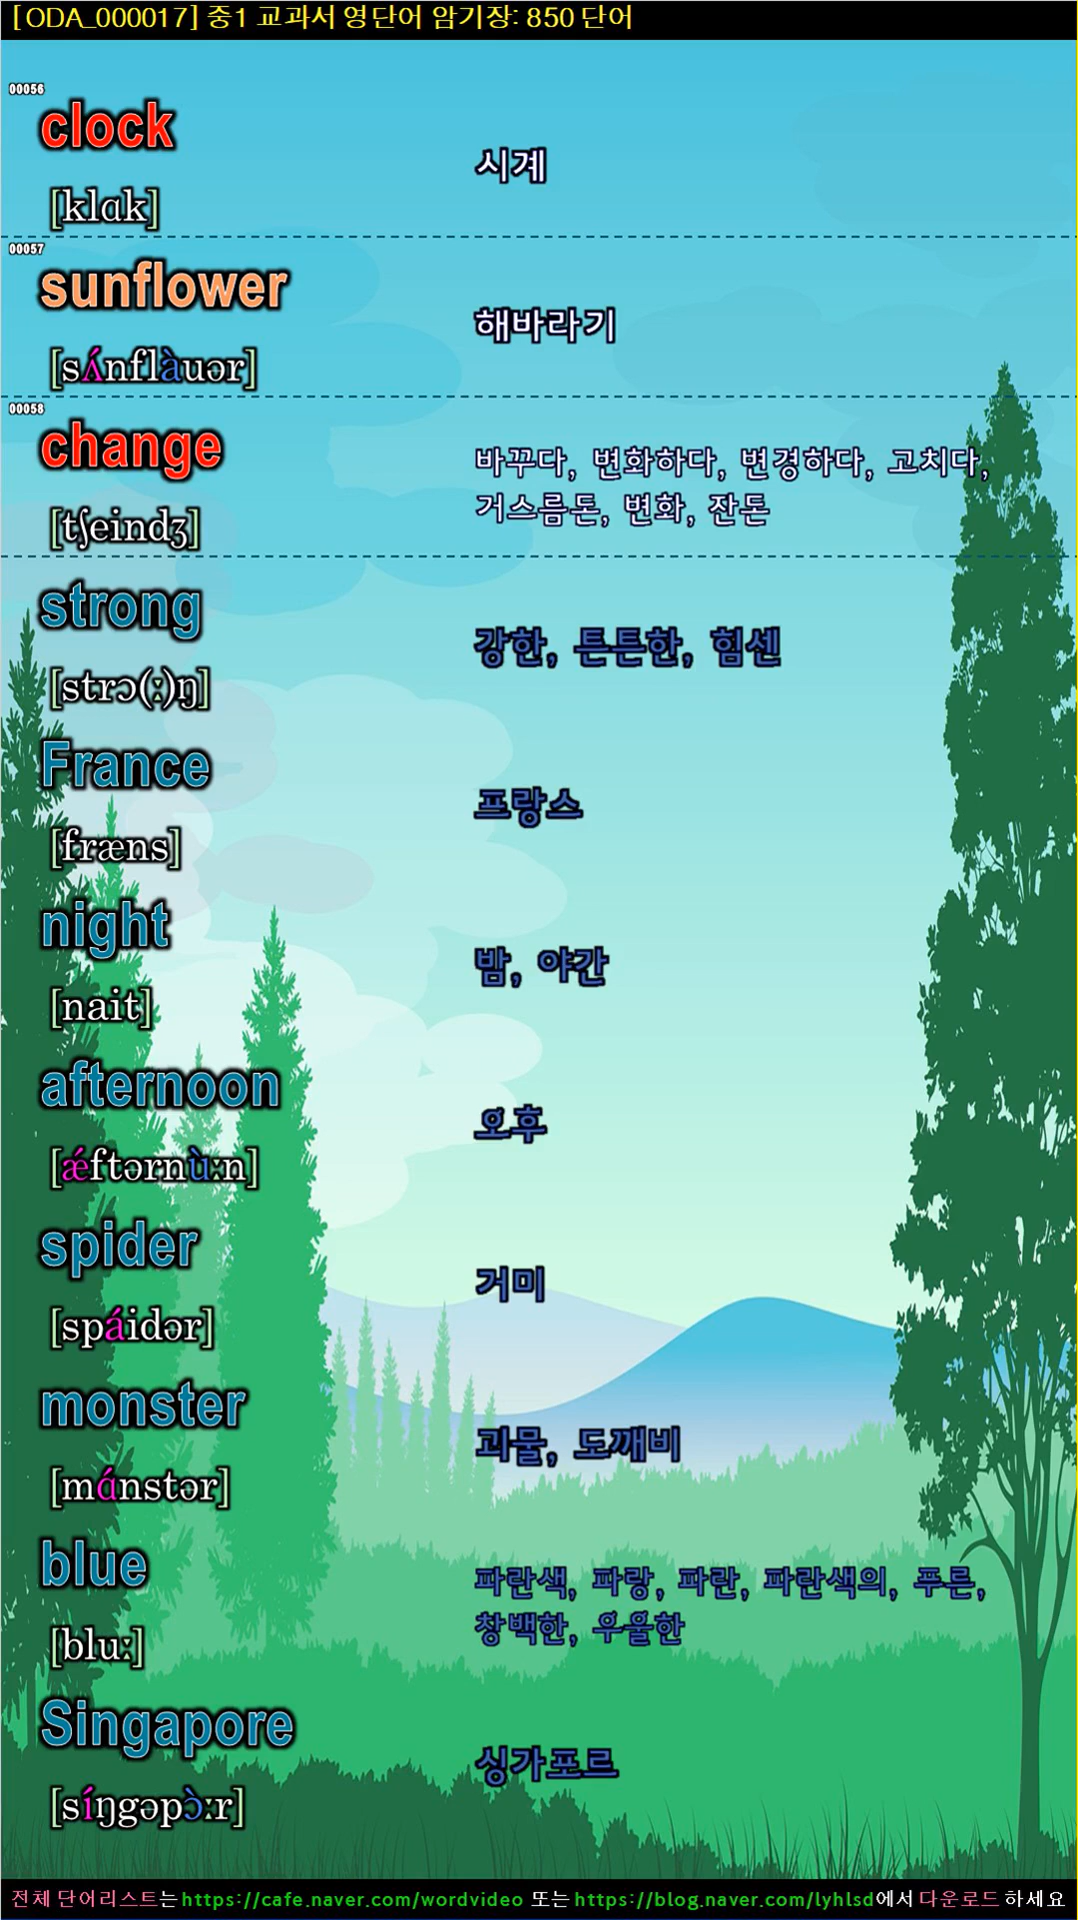 [ODA_000017] 중1 교과서 영단어 암기장: 850 단어
00056
clock
시계
[klɑk]
00057
sunflower
해바라기
[sʌ́nflàuər]
00058
change
바꾸다, 변화하다, 변경하다, 고치다,
거스름돈, 변화, 잔돈
[tʃeindʒ]
strong
강한, 튼튼한, 힘센
[strɔ(ː)ŋ]
France
프랑스
[fræns]
night
밤, 야간
[nait]
afternoon
오후
[ǽftərnùːn]
spider
거미
[spáidər]
monster
괴물, 도깨비
[mɑ́nstər]
blue
파란색, 파랑, 파란, 파란색의, 푸른,
창백한, 우울한
[bluː]
Singapore
싱가포르
[síŋgəpɔ̀ːr]
전체 단어리스트는 https://cafe.naver.com/wordvideo 또는 https://blog.naver.com/lyhlsd에서 다운로드 하세요